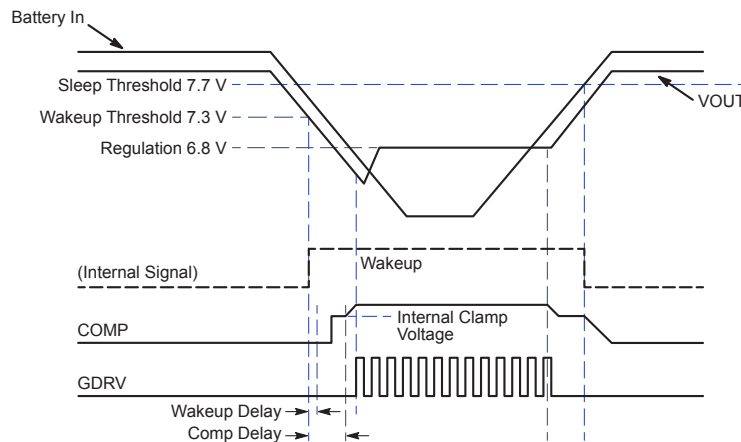 Battery In
Sleep Threshold 7.7 V
VOUT
Wakeup Threshold 7.3 V
Regulation 6.8 V
(Internal Signal)
Wakeup
Internal Clamp
Voltage
COMP
GDRV
Wakeup Delay
Comp Delay